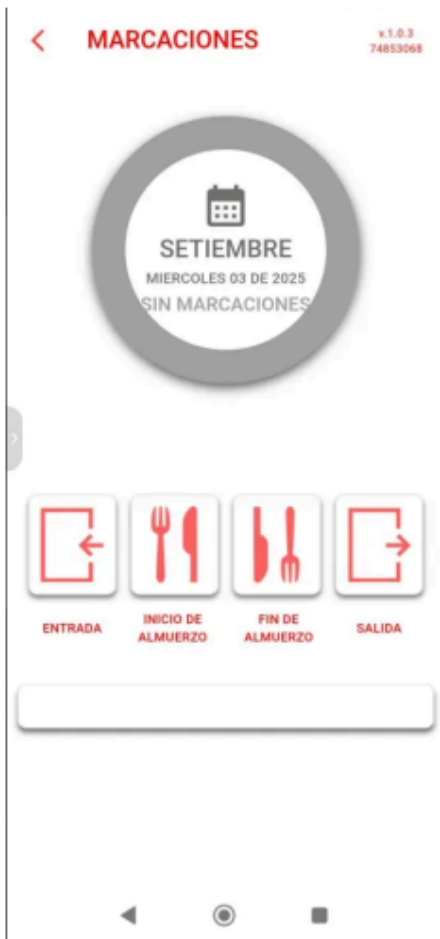 MARCACIONES
v.1.0.3
74853068
SETIEMBRE
MIERCOLES 03 DE 2025
SIN MARCACIONES
ENTRADA
INICIO DE
ALMUERZO
FIN DE
ALMUERZO
SALIDA